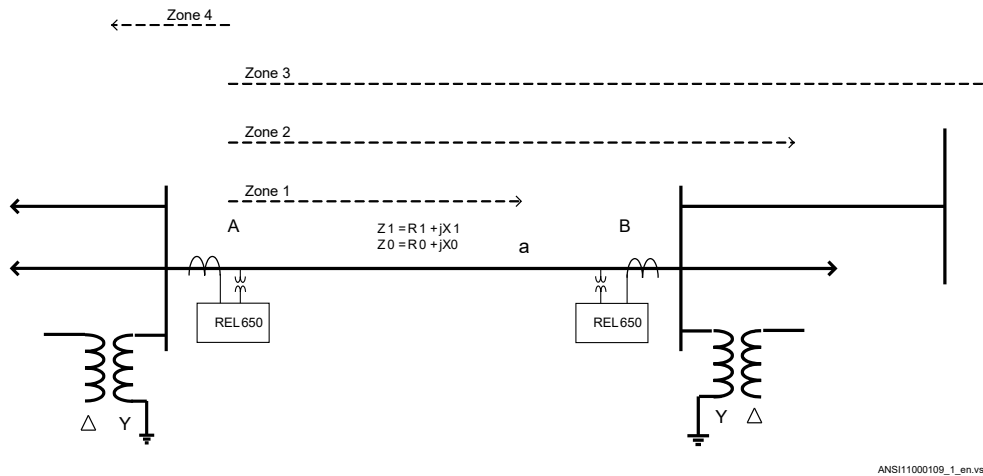 Zone 4
Zone 3
Zone 2
Zone 1
A
Z1=R1+jX1
Z0=R0+jX0
a
B
REL650
REL650
Δ Y
Y Δ
ANSI11000109_1_en.vs